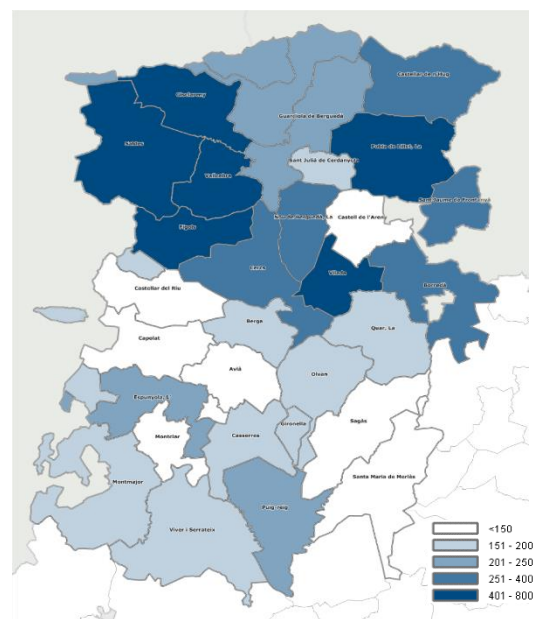 Castellar de n'Hug
Gisclareny
Guardiola de Berguedà
Saldes
Pobla de Lillet, La
Sant Julià de Cerdanyola
Vallcebre
Sant Jaume de Frontanyà
Castell de l'Areny
Fígols
Cercs
Vilada
Borredà
Castellar del Riu
Berga
Quar, La
Capolat
Avià
Olvan
Espunyola, L'
Sagàs
Gironella
Montclar
Casserres
Santa Maria de Merlès
Montmajor
Puig-reig
Viver i Serrateix
<150
151 - 200
201 - 250
251 - 400
401 - 800